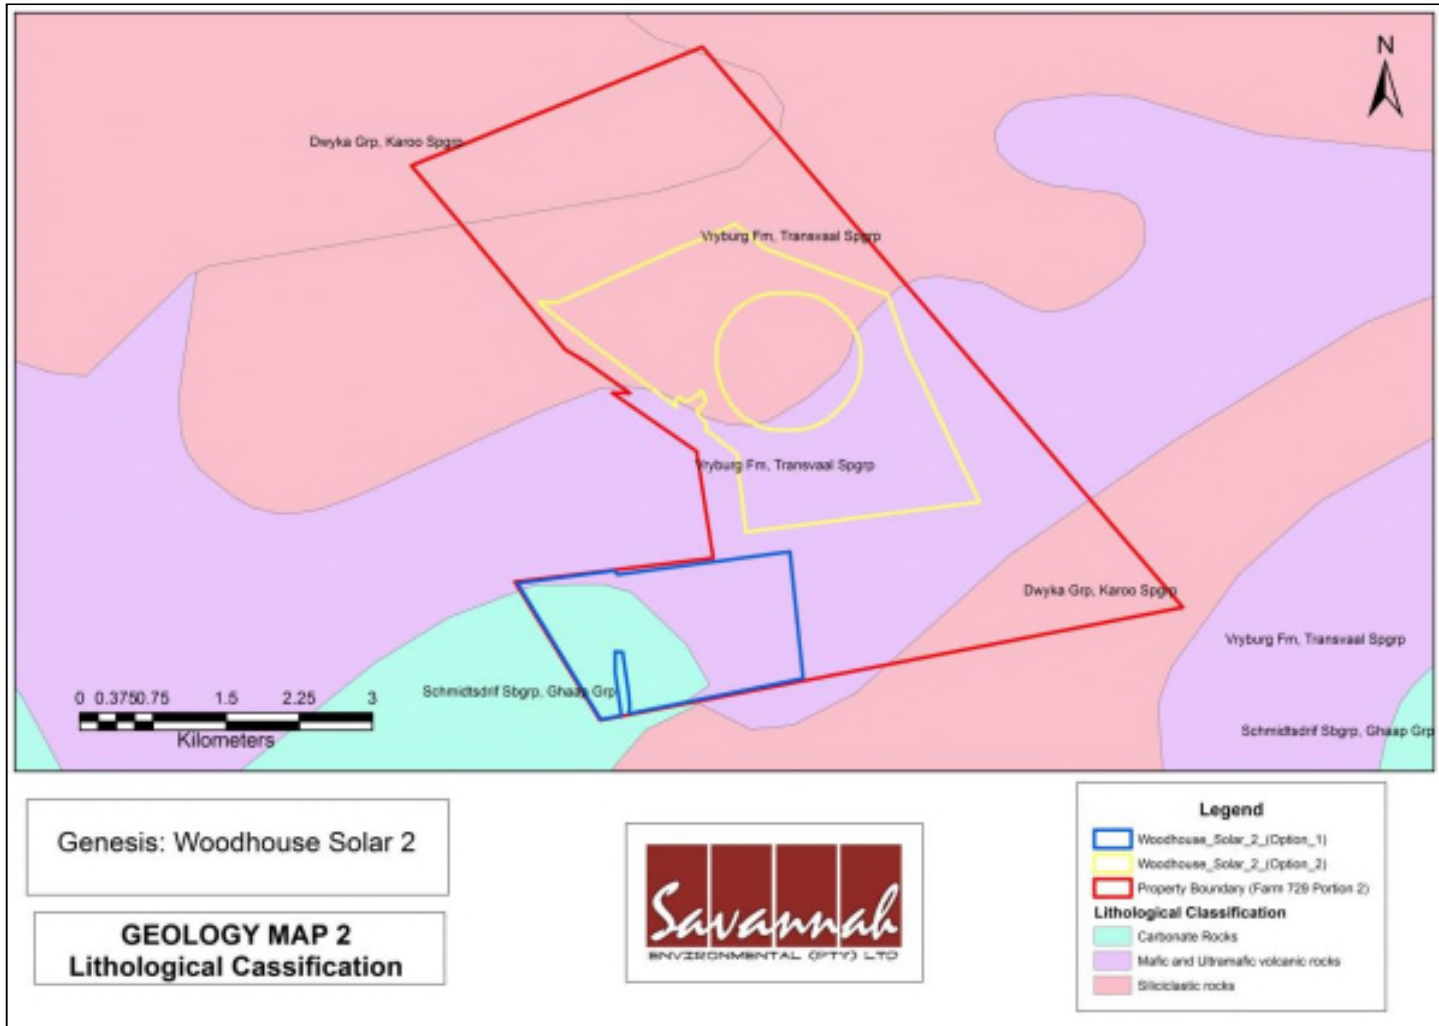 N
Dwyka Grp, Karoo Spgrp
Vryburg Fm, Transvaal Spgrp
Vryburg Fm, Transvaal Spgrp
Dwyka Grp, Karoo Spgrp
Vryburg Fm, Transvaal Spgrp
Schmidtsdrif Sbgrp, Ghaap Grp
Schmidtsdrif Sbgrp, Ghaap Grp
0 0.375 0.75 1.5 2.25 3
Kilometers
Genesis: Woodhouse Solar 2
GEOLOGY MAP 2
Lithological Cassification
Savannah
ENVIRONMENTAL (PTY) LTD
Legend
Woodhouse_Solar_2_(Option_1)
Woodhouse_Solar_2_(Option_2)
Property Boundary (Farm 729 Portion 2)
Lithological Classification
Carbonate Rocks
Mafic and Ultramafic volcanic rocks
Siliciclastic rocks